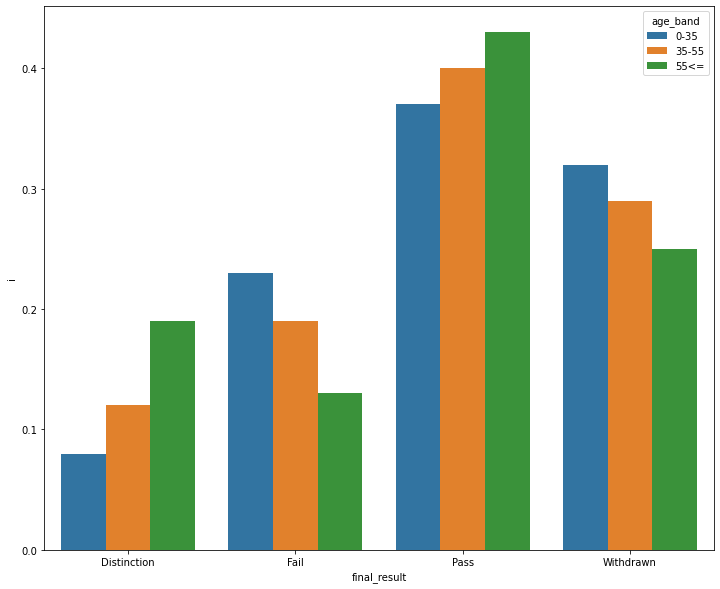 age_band
0-35
35-55
55<=
0.4
0.3
0.2
0.1
0.0
i
Distinction
Fail
Pass
Withdrawn
final_result